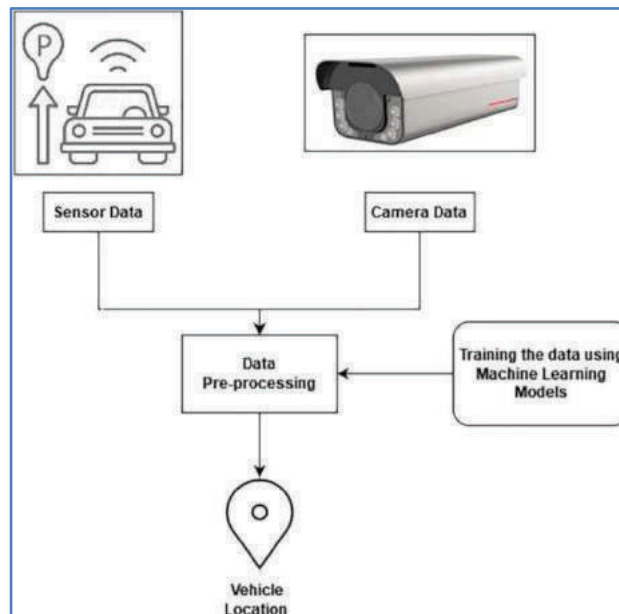 P
Sensor Data
Camera Data
Data
Pre-processing
Training the data using
Machine Learning
Models
Vehicle
Location